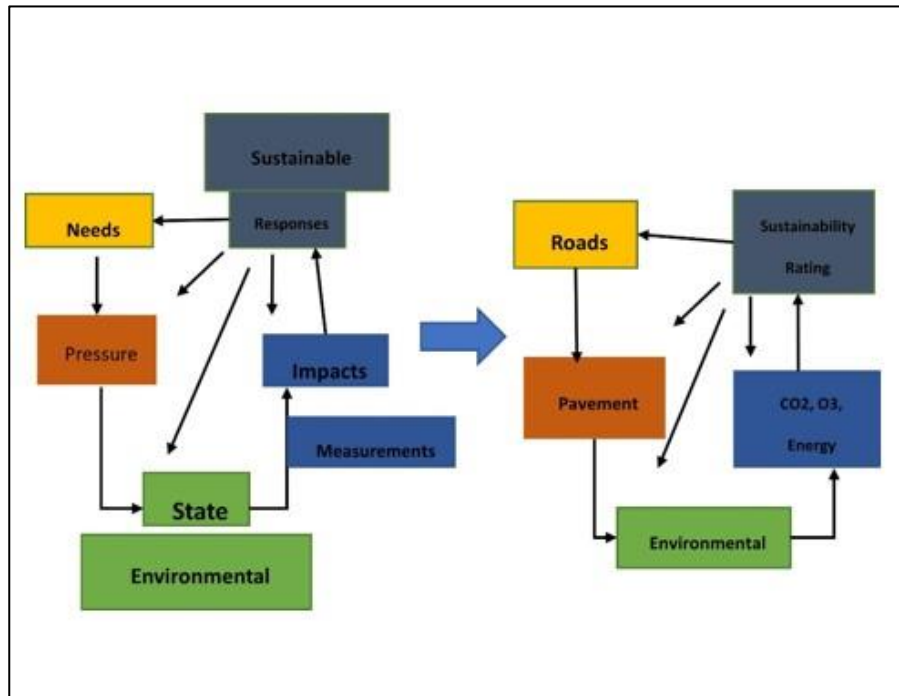 Sustainable
Responses
Needs
Pressure
Impacts
Measurements
State
Environmental
Sustainability
Rating
Roads
Pavement
CO2, O3,
Energy
Environmental